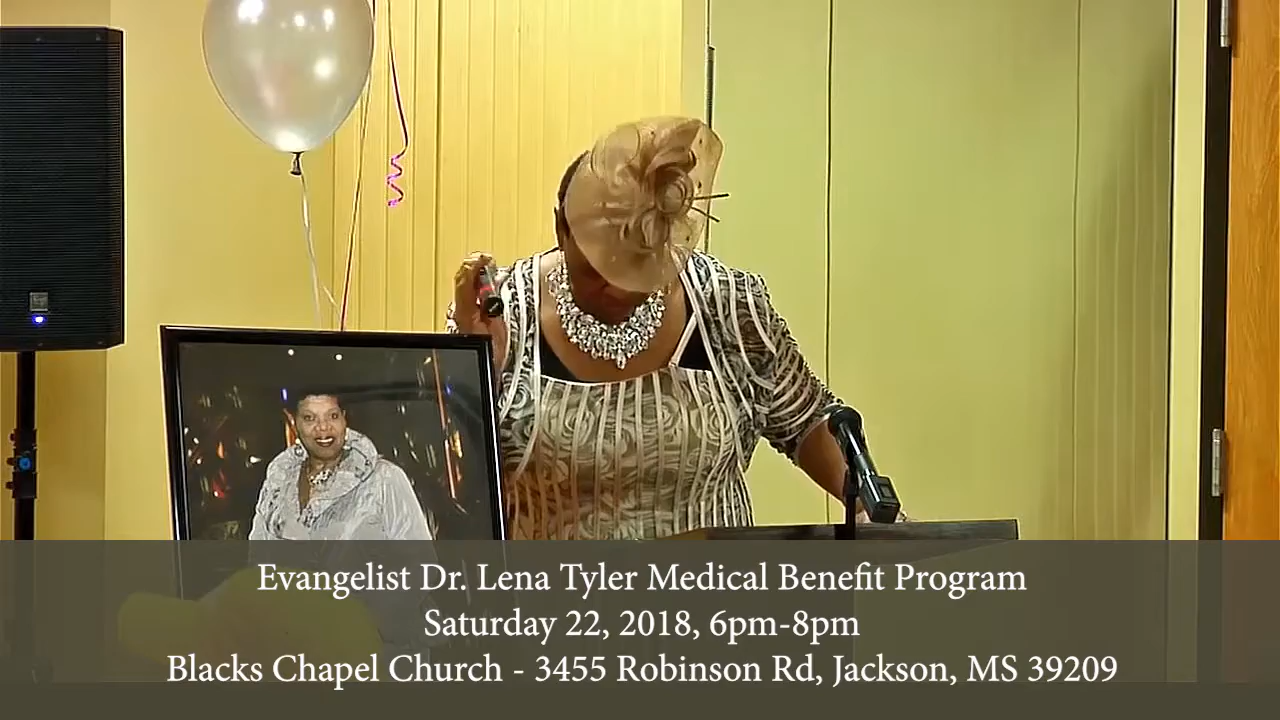 Evangelist Dr. Lena Tyler Medical Benefit Program
Saturday 22, 2018, 6pm-8pm
Blacks Chapel Church - 3455 Robinson Rd, Jackson, MS 39209